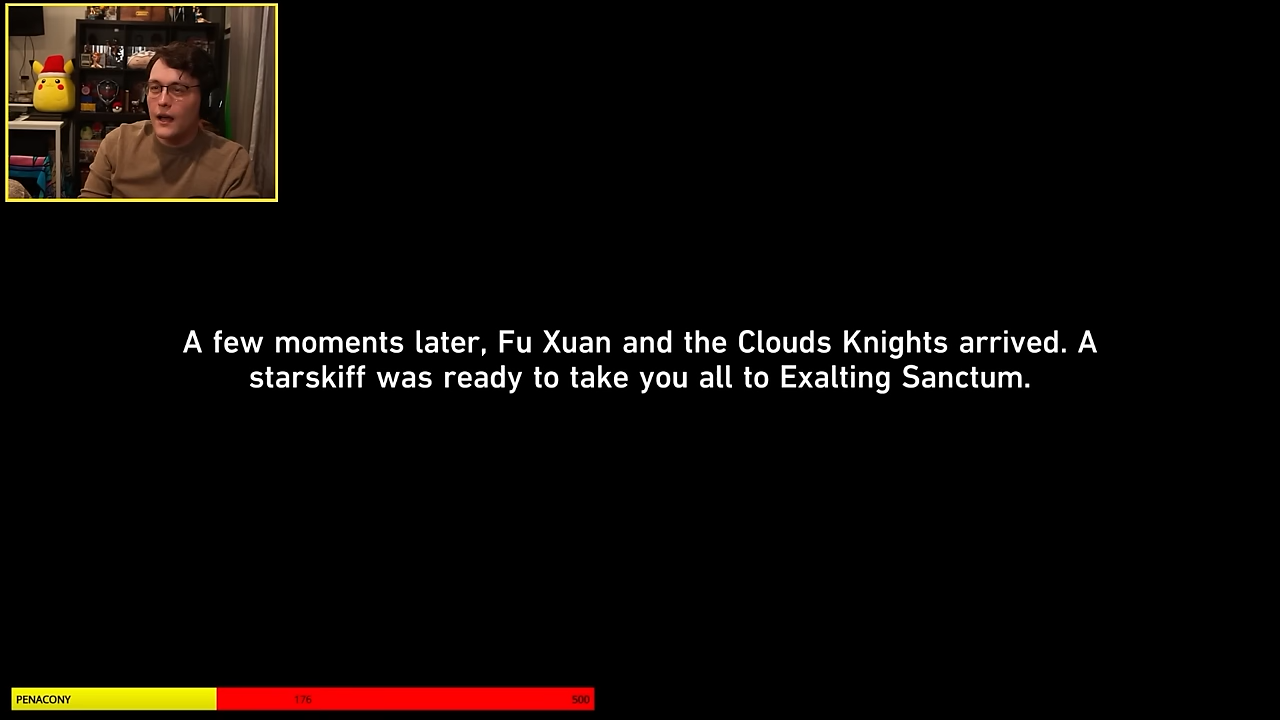 A few moments later, Fu Xuan and the Clouds Knights arrived. A
starskiff was ready to take you all to Exalting Sanctum.
PENACONY 176 500